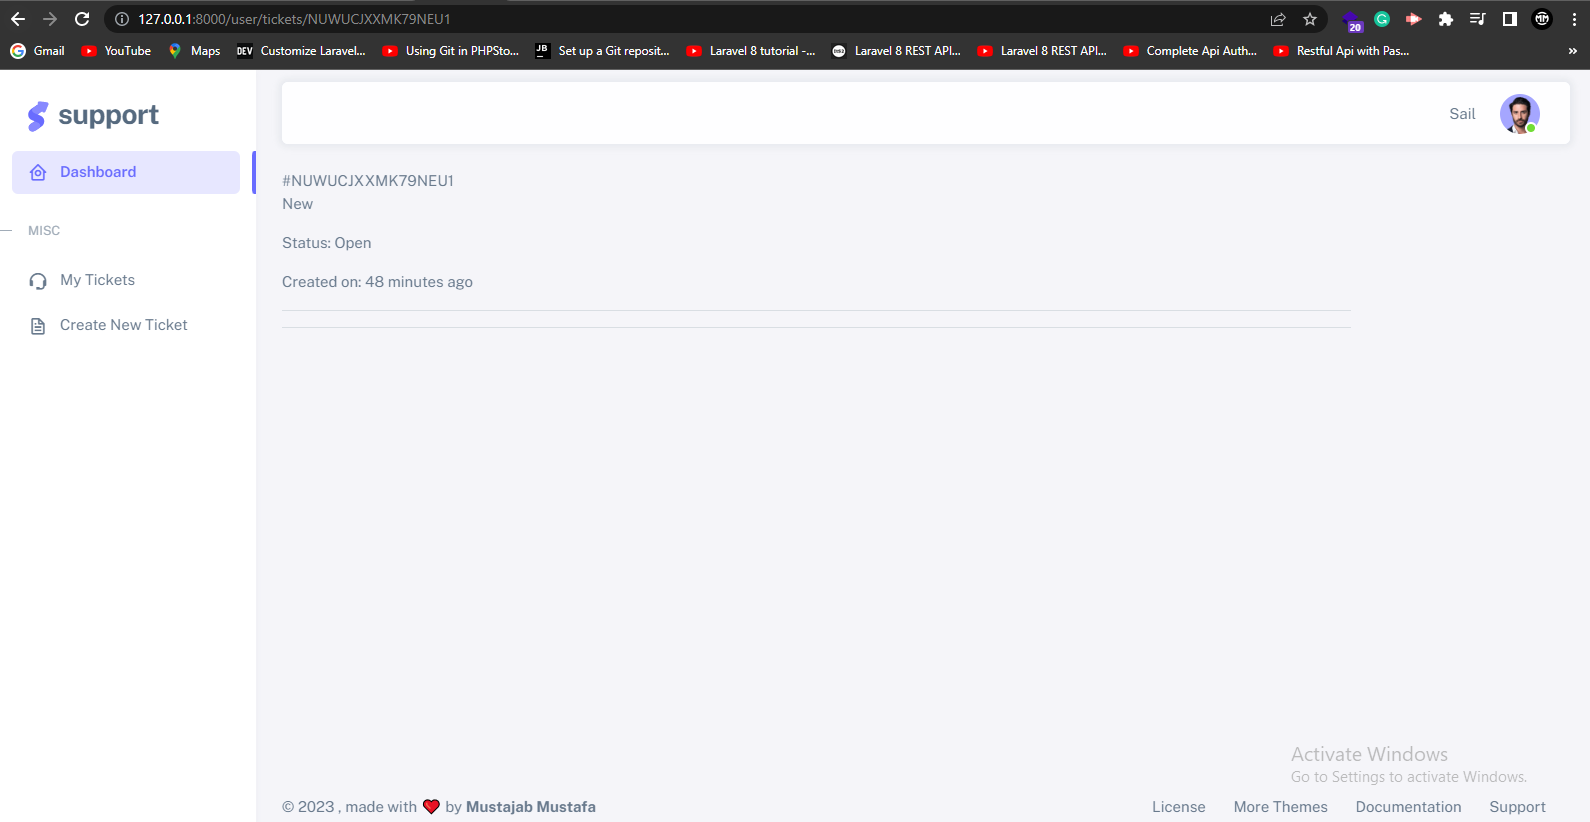 127.0.0.1:8000/user/tickets/NUWUCJXXMK79NEU1
20
Gmail YouTube Maps DEV Customize Laravel... Using Git in PHPSto... JB Set up a Git reposit... Laravel 8 tutorial -... Laravel 8 REST API... Laravel 8 REST API... Complete Api Auth... Restful Api with Pas... »
support
Sail
Dashboard
#NUWUCJXXMK79NEU1
New
MISC
Status: Open
My Tickets
Created on: 48 minutes ago
Create New Ticket
Activate Windows
Go to Settings to activate Windows.
© 2023 , made with ❤️ by Mustajab Mustafa
License More Themes Documentation Support